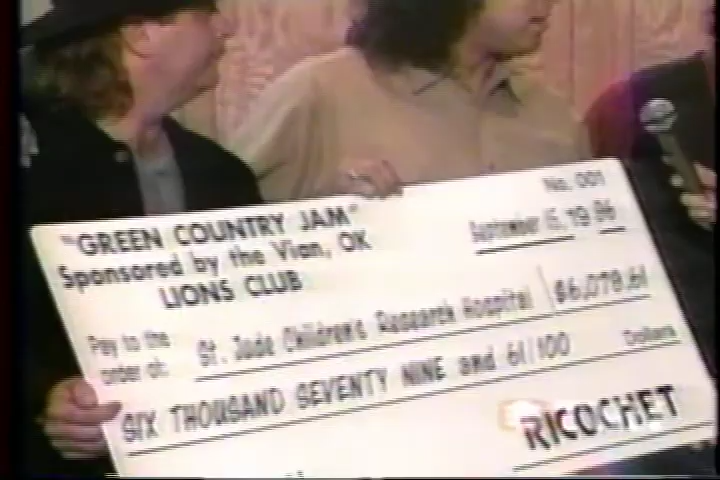 "GREEN COUNTRY JAM"
Sponsored by the Vian, OK
LIONS CLUB
No. 001
September 15, 19 96
Pay to the
order of: St. Jude Children's Research Hospital $6,079.61
SIX THOUSAND SEVENTY NINE and 61/100 Dollars
RICOCHET